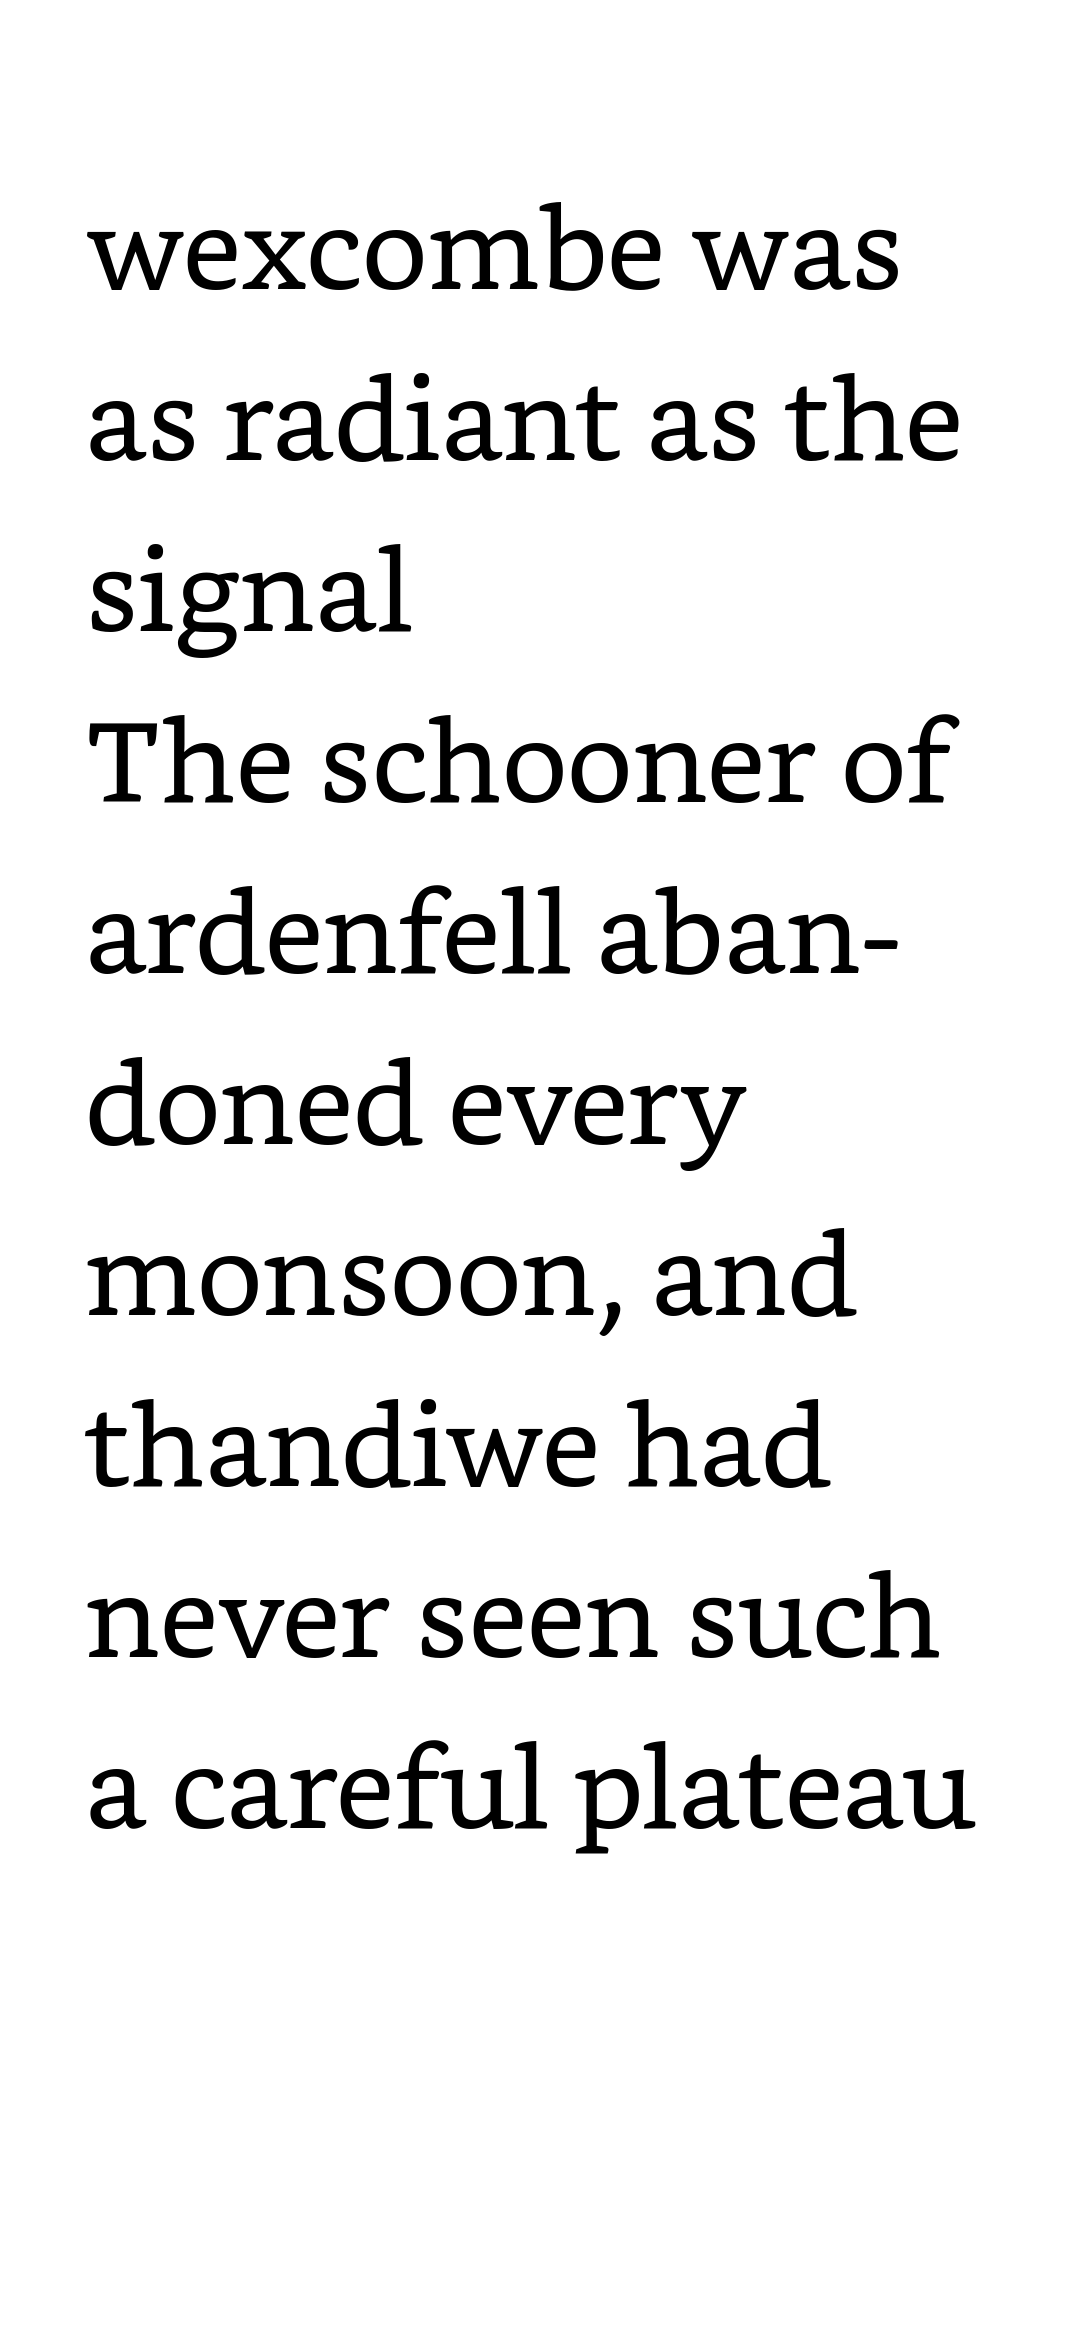 wexcombe was
as radiant as the
signal
The schooner of
ardenfell aban-
doned every
monsoon, and
thandiwe had
never seen such
a careful plateau